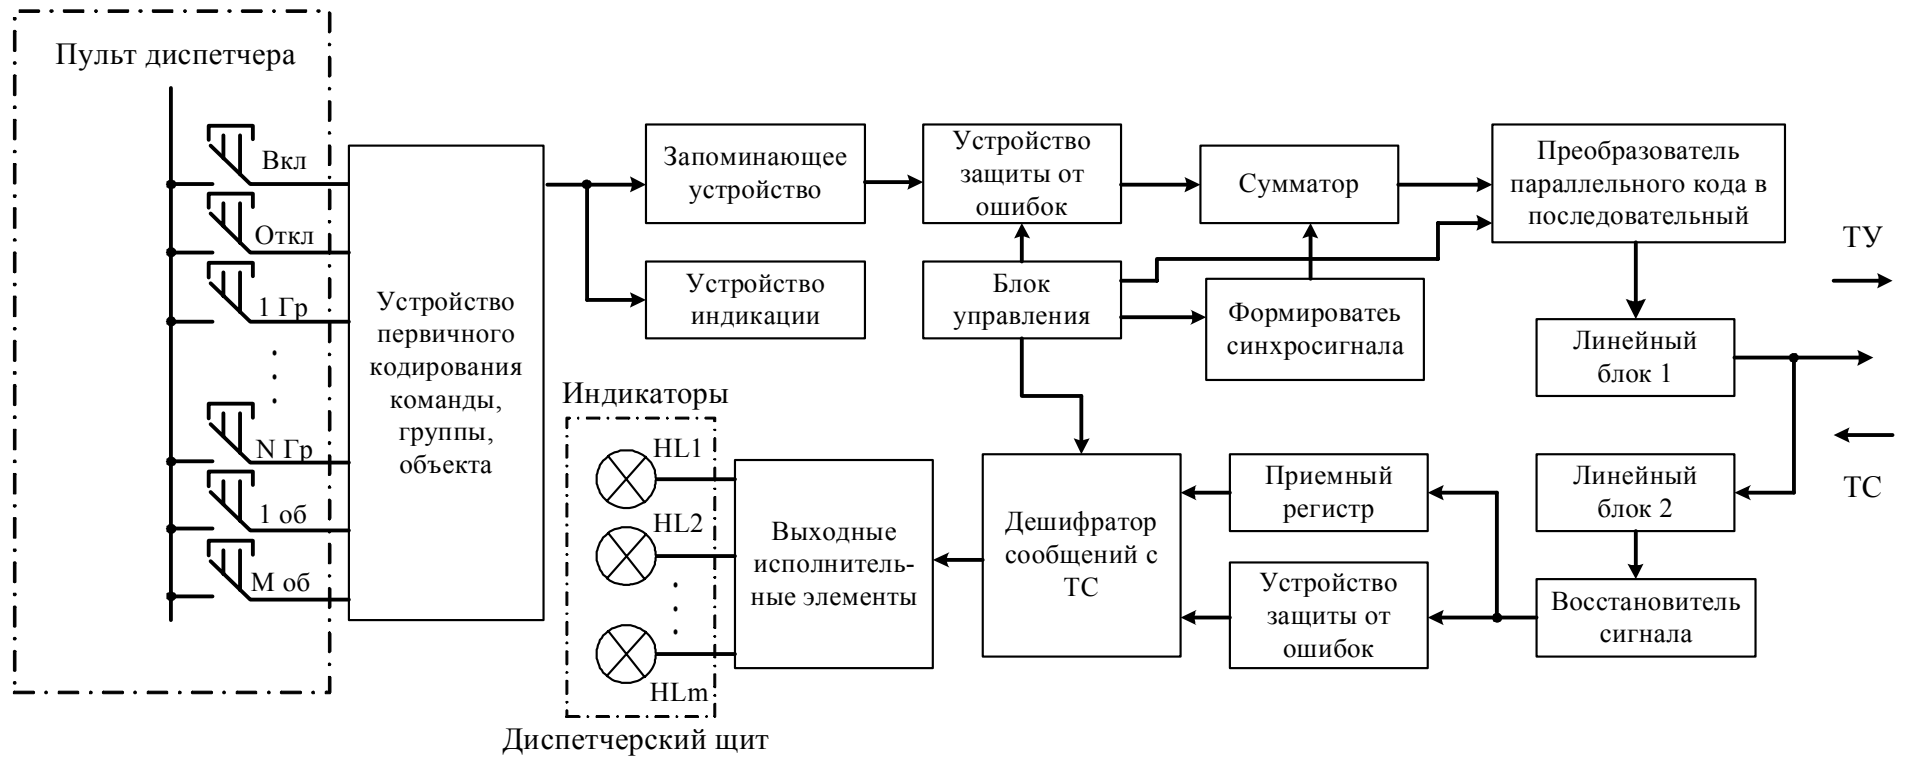 Пульт диспетчера
Вкл
Откл
1 Гр
N Гр
1 об
М об
Устройство
первичного
кодирования
команды,
группы,
объекта
Запоминающее
устройство
Устройство
индикации
Устройство
защиты от
ошибок
Блок
управления
Сумматор
Формироватеь
синхросигнала
Преобразователь
параллельного кода в
последовательный
Линейный
блок 1
ТУ
ТС
Линейный
блок 2
Восстановитель
сигнала
Приемный
регистр
Устройство
защиты от
ошибок
Дешифратор
сообщений с
ТС
Выходные
исполнитель-
ные элементы
Индикаторы
HL1
HL2
HLm
Диспетчерский щит